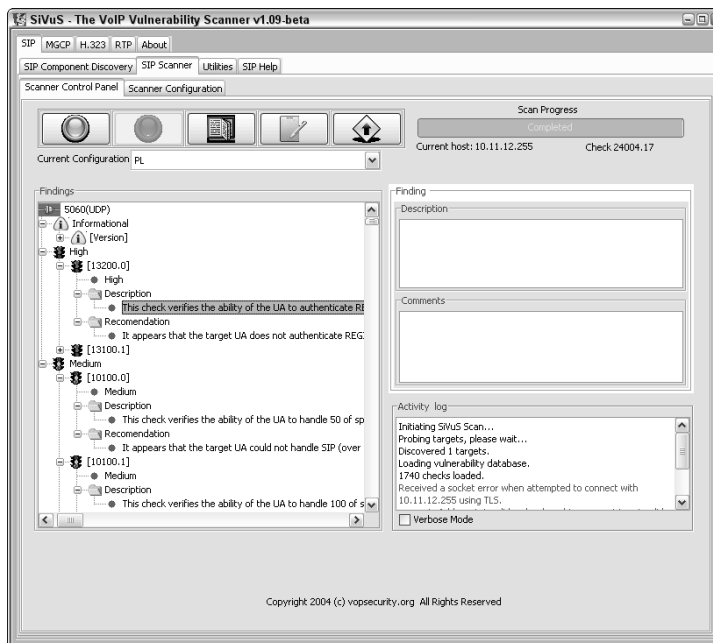 SiVuS - The VoIP Vulnerability Scanner v1.09-beta
SIP MGCP H.323 RTP About
SIP Component Discovery SIP Scanner Utilities SIP Help
Scanner Control Panel Scanner Configuration
Scan Progress
Completed
Current host: 10.11.12.255 Check 24004.17
Current Configuration PL
Findings
5060(UDP)
Informational
[Version]
High
[13200.0]
High
Description
This check verifies the ability of the UA to authenticate RE
Recomendation
It appears that the target UA does not authenticate REGI
[13100.1]
Medium
[10100.0]
Medium
Description
This check verifies the ability of the UA to handle 50 of sp
Recomendation
It appears that the target UA could not handle SIP (over
[10100.1]
Medium
Description
This check verifies the ability of the UA to handle 100 of s
Finding
Description
Comments
Activity log
Initiating SiVuS Scan...
Probing targets, please wait...
Discovered 1 targets.
Loading vulnerability database.
1740 checks loaded.
Received a socket error when attempted to connect with
10.11.12.255 using TLS.
Verbose Mode
Copyright 2004 (c) vopsecurity.org All Rights Reserved